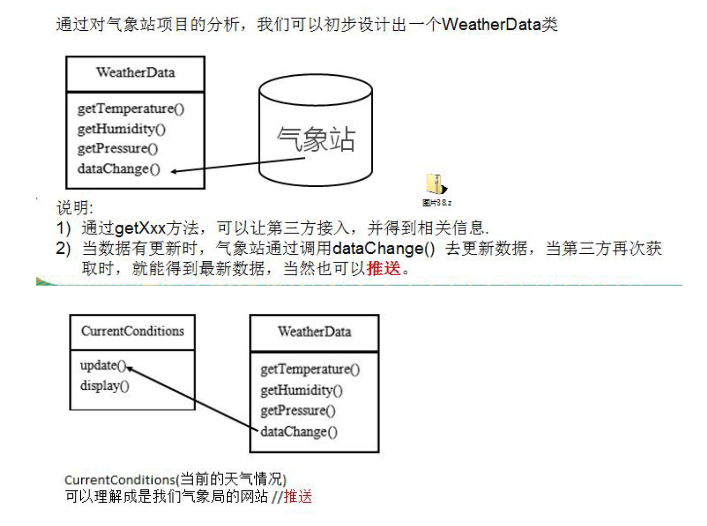 通过对气象站项目的分析，我们可以初步设计出一个WeatherData类
WeatherData
getTemperature()
getHumidity()
getPressure()
dataChange()
气象站
图片38.z
说明:
1) 通过getXxx方法，可以让第三方接入，并得到相关信息.
2) 当数据有更新时，气象站通过调用dataChange() 去更新数据，当第三方再次获
取时，就能得到最新数据，当然也可以推送。
CurrentConditions
update()
display()
WeatherData
getTemperature()
getHumidity()
getPressure()
dataChange()
CurrentConditions(当前的天气情况)
可以理解成是我们气象局的网站 //推送